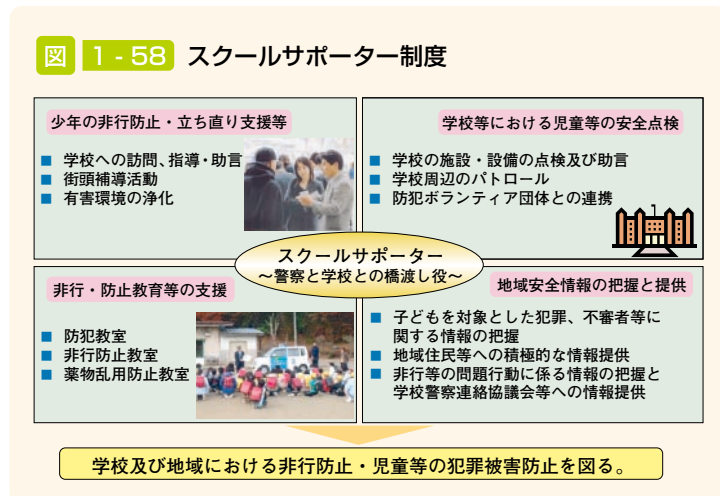 図 1-58 スクールサポーター制度
少年の非行防止・立ち直り支援等
■ 学校への訪問、指導・助言
■ 街頭補導活動
■ 有害環境の浄化
学校等における児童等の安全点検
■ 学校の施設・設備の点検及び助言
■ 学校周辺のパトロール
■ 防犯ボランティア団体との連携
スクールサポーター
～警察と学校との橋渡し役～
非行・防止教育等の支援
■ 防犯教室
■ 非行防止教室
■ 薬物乱用防止教室
地域安全情報の把握と提供
■ 子どもを対象とした犯罪、不審者等に
関する情報の把握
■ 地域住民等への積極的な情報提供
■ 非行等の問題行動に係る情報の把握と
学校警察連絡協議会等への情報提供
学校及び地域における非行防止・児童等の犯罪被害防止を図る。